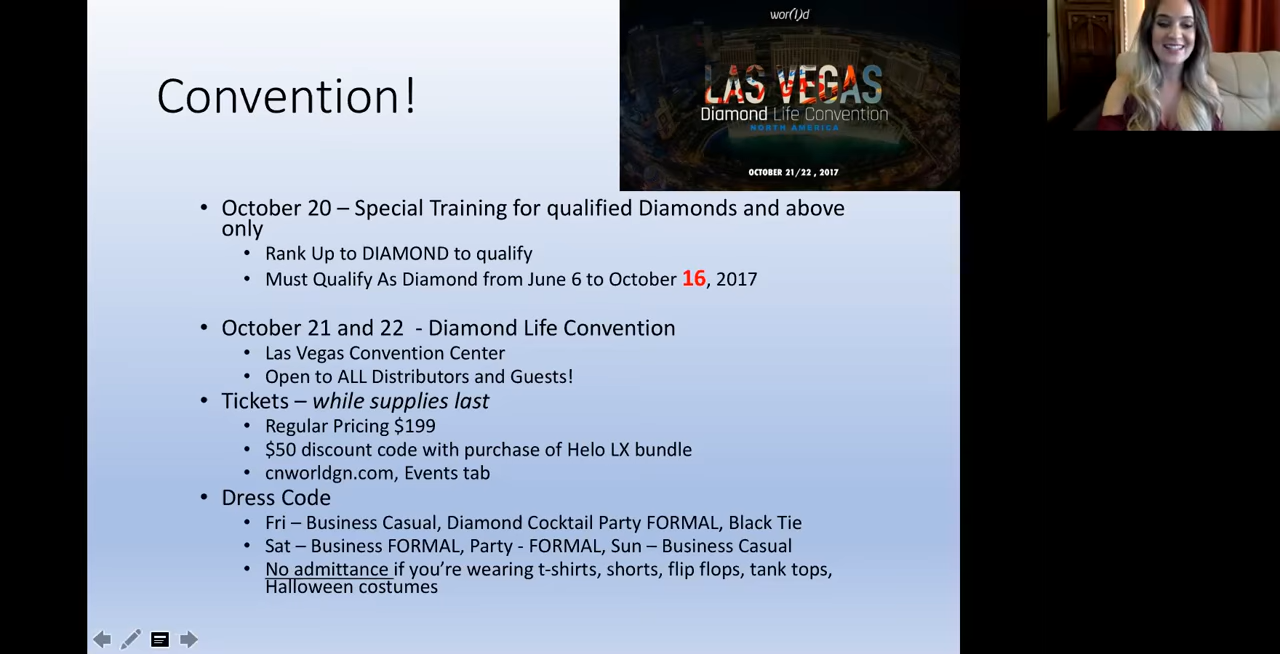 wor(l)d
LAS VEGAS
Diamond Life Convention
NORTH AMERICA
OCTOBER 21/22 , 2017
Convention!
• October 20 – Special Training for qualified Diamonds and above
only
• Rank Up to DIAMOND to qualify
• Must Qualify As Diamond from June 6 to October 16, 2017
• October 21 and 22 - Diamond Life Convention
• Las Vegas Convention Center
• Open to ALL Distributors and Guests!
• Tickets – while supplies last
• Regular Pricing $199
• $50 discount code with purchase of Helo LX bundle
• cnworldgn.com, Events tab
• Dress Code
• Fri – Business Casual, Diamond Cocktail Party FORMAL, Black Tie
• Sat – Business FORMAL, Party - FORMAL, Sun – Business Casual
• No admittance if you're wearing t-shirts, shorts, flip flops, tank tops,
Halloween costumes